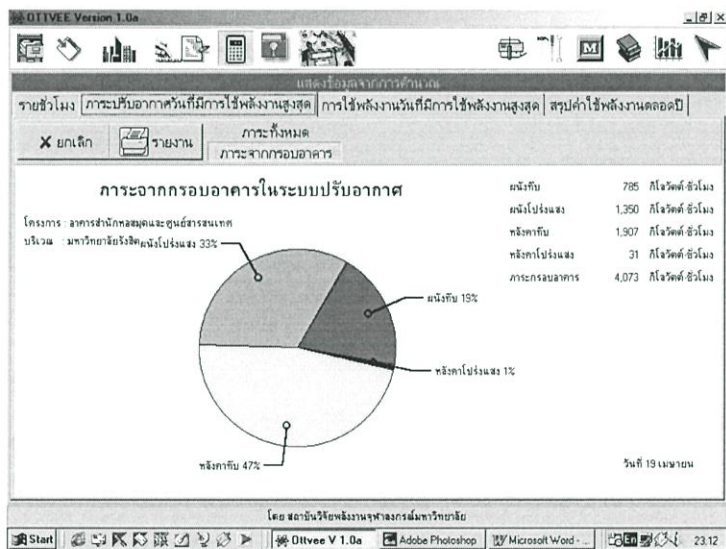 OTTVEE Version 1.0a
แสดงข้อมูลจากการคำนวณ
รายชั่วโมง ภาระปรับอากาศวันที่มีการใช้พลังงานสูงสุด การใช้พลังงานวันที่มีการใช้พลังงานสูงสุด สรุปค่าใช้พลังงานตลอดปี
X ยกเลิก รายงาน
ภาระทั้งหมด
ภาระจากกรอบอาคาร
ภาระจากกรอบอาคารในระบบปรับอากาศ
โครงการ : อาคารสำนักหอสมุดและศูนย์สารสนเทศ
บริเวณ : มหาวิทยาลัยรังสิต
ผนังโปร่งแสง 33%
ผนังทึบ 19%
หลังคาโปร่งแสง 1%
หลังคาทึบ 47%
ผนังทึบ 785 กิโลวัตต์-ชั่วโมง
ผนังโปร่งแสง 1,350 กิโลวัตต์-ชั่วโมง
หลังคาทึบ 1,907 กิโลวัตต์-ชั่วโมง
หลังคาโปร่งแสง 31 กิโลวัตต์-ชั่วโมง
ภาระกรอบอาคาร 4,073 กิโลวัตต์-ชั่วโมง
วันที่ 19 เมษายน
โดย สถาบันวิจัยพลังงานจุฬาลงกรณ์มหาวิทยาลัย
Start Ottvee V 1.0a Adobe Photoshop Microsoft Word - ... En 23:12